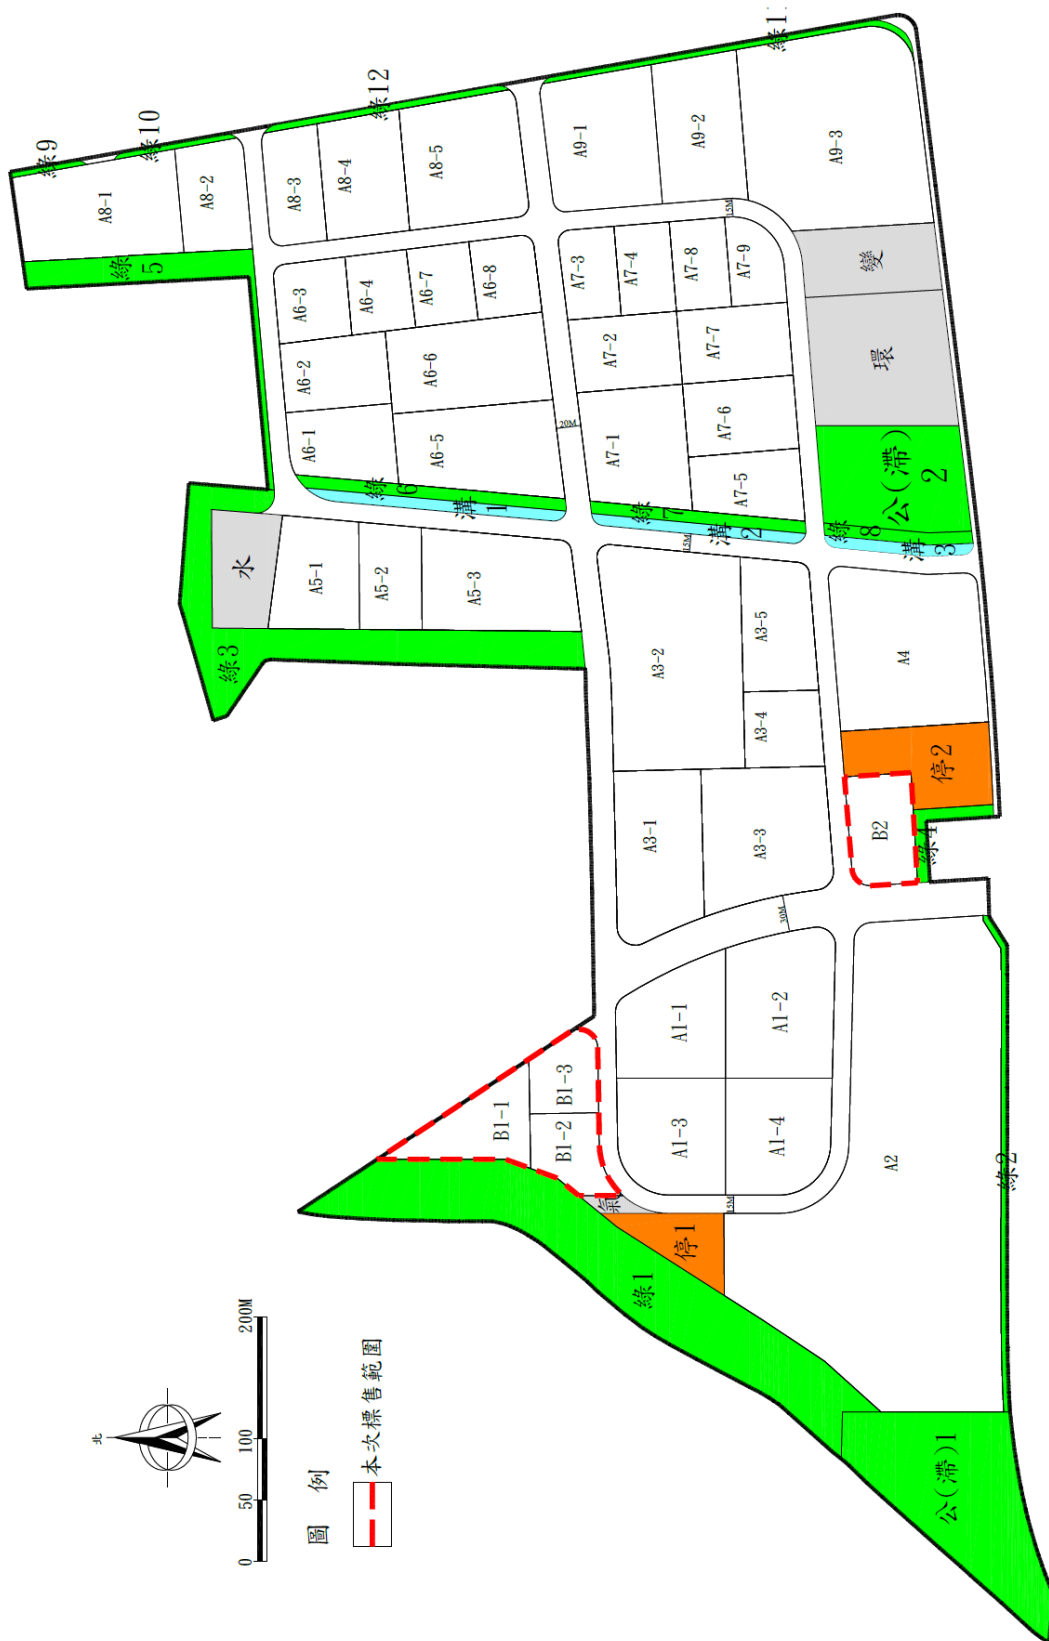 綠9
綠10
綠12
綠11
A8-1
A8-2
綠5
A8-3
A8-4
A8-5
A9-1
A9-2
A9-3
A6-3
A6-4
A6-7
A6-8
A7-3
A7-4
A7-8
A7-9
15M
變
A6-2
A6-6
A7-2
A7-7
環
A6-1
A6-5
20M
A7-1
A7-6
A7-5
公(滯)2
綠6
溝1
綠7
溝2
15M
綠8
溝3
水
A5-1
A5-2
A5-3
綠3
A3-2
A3-5
A3-4
A4
停2
A3-1
A3-3
B2
綠4
30M
A1-1
A1-2
B1-1
B1-3
B1-2
A1-3
A1-4
A2
綠2
氣
停1
15M
綠1
公(滯)1
北
0
50
100
200M
圖 例
本次標售範圍